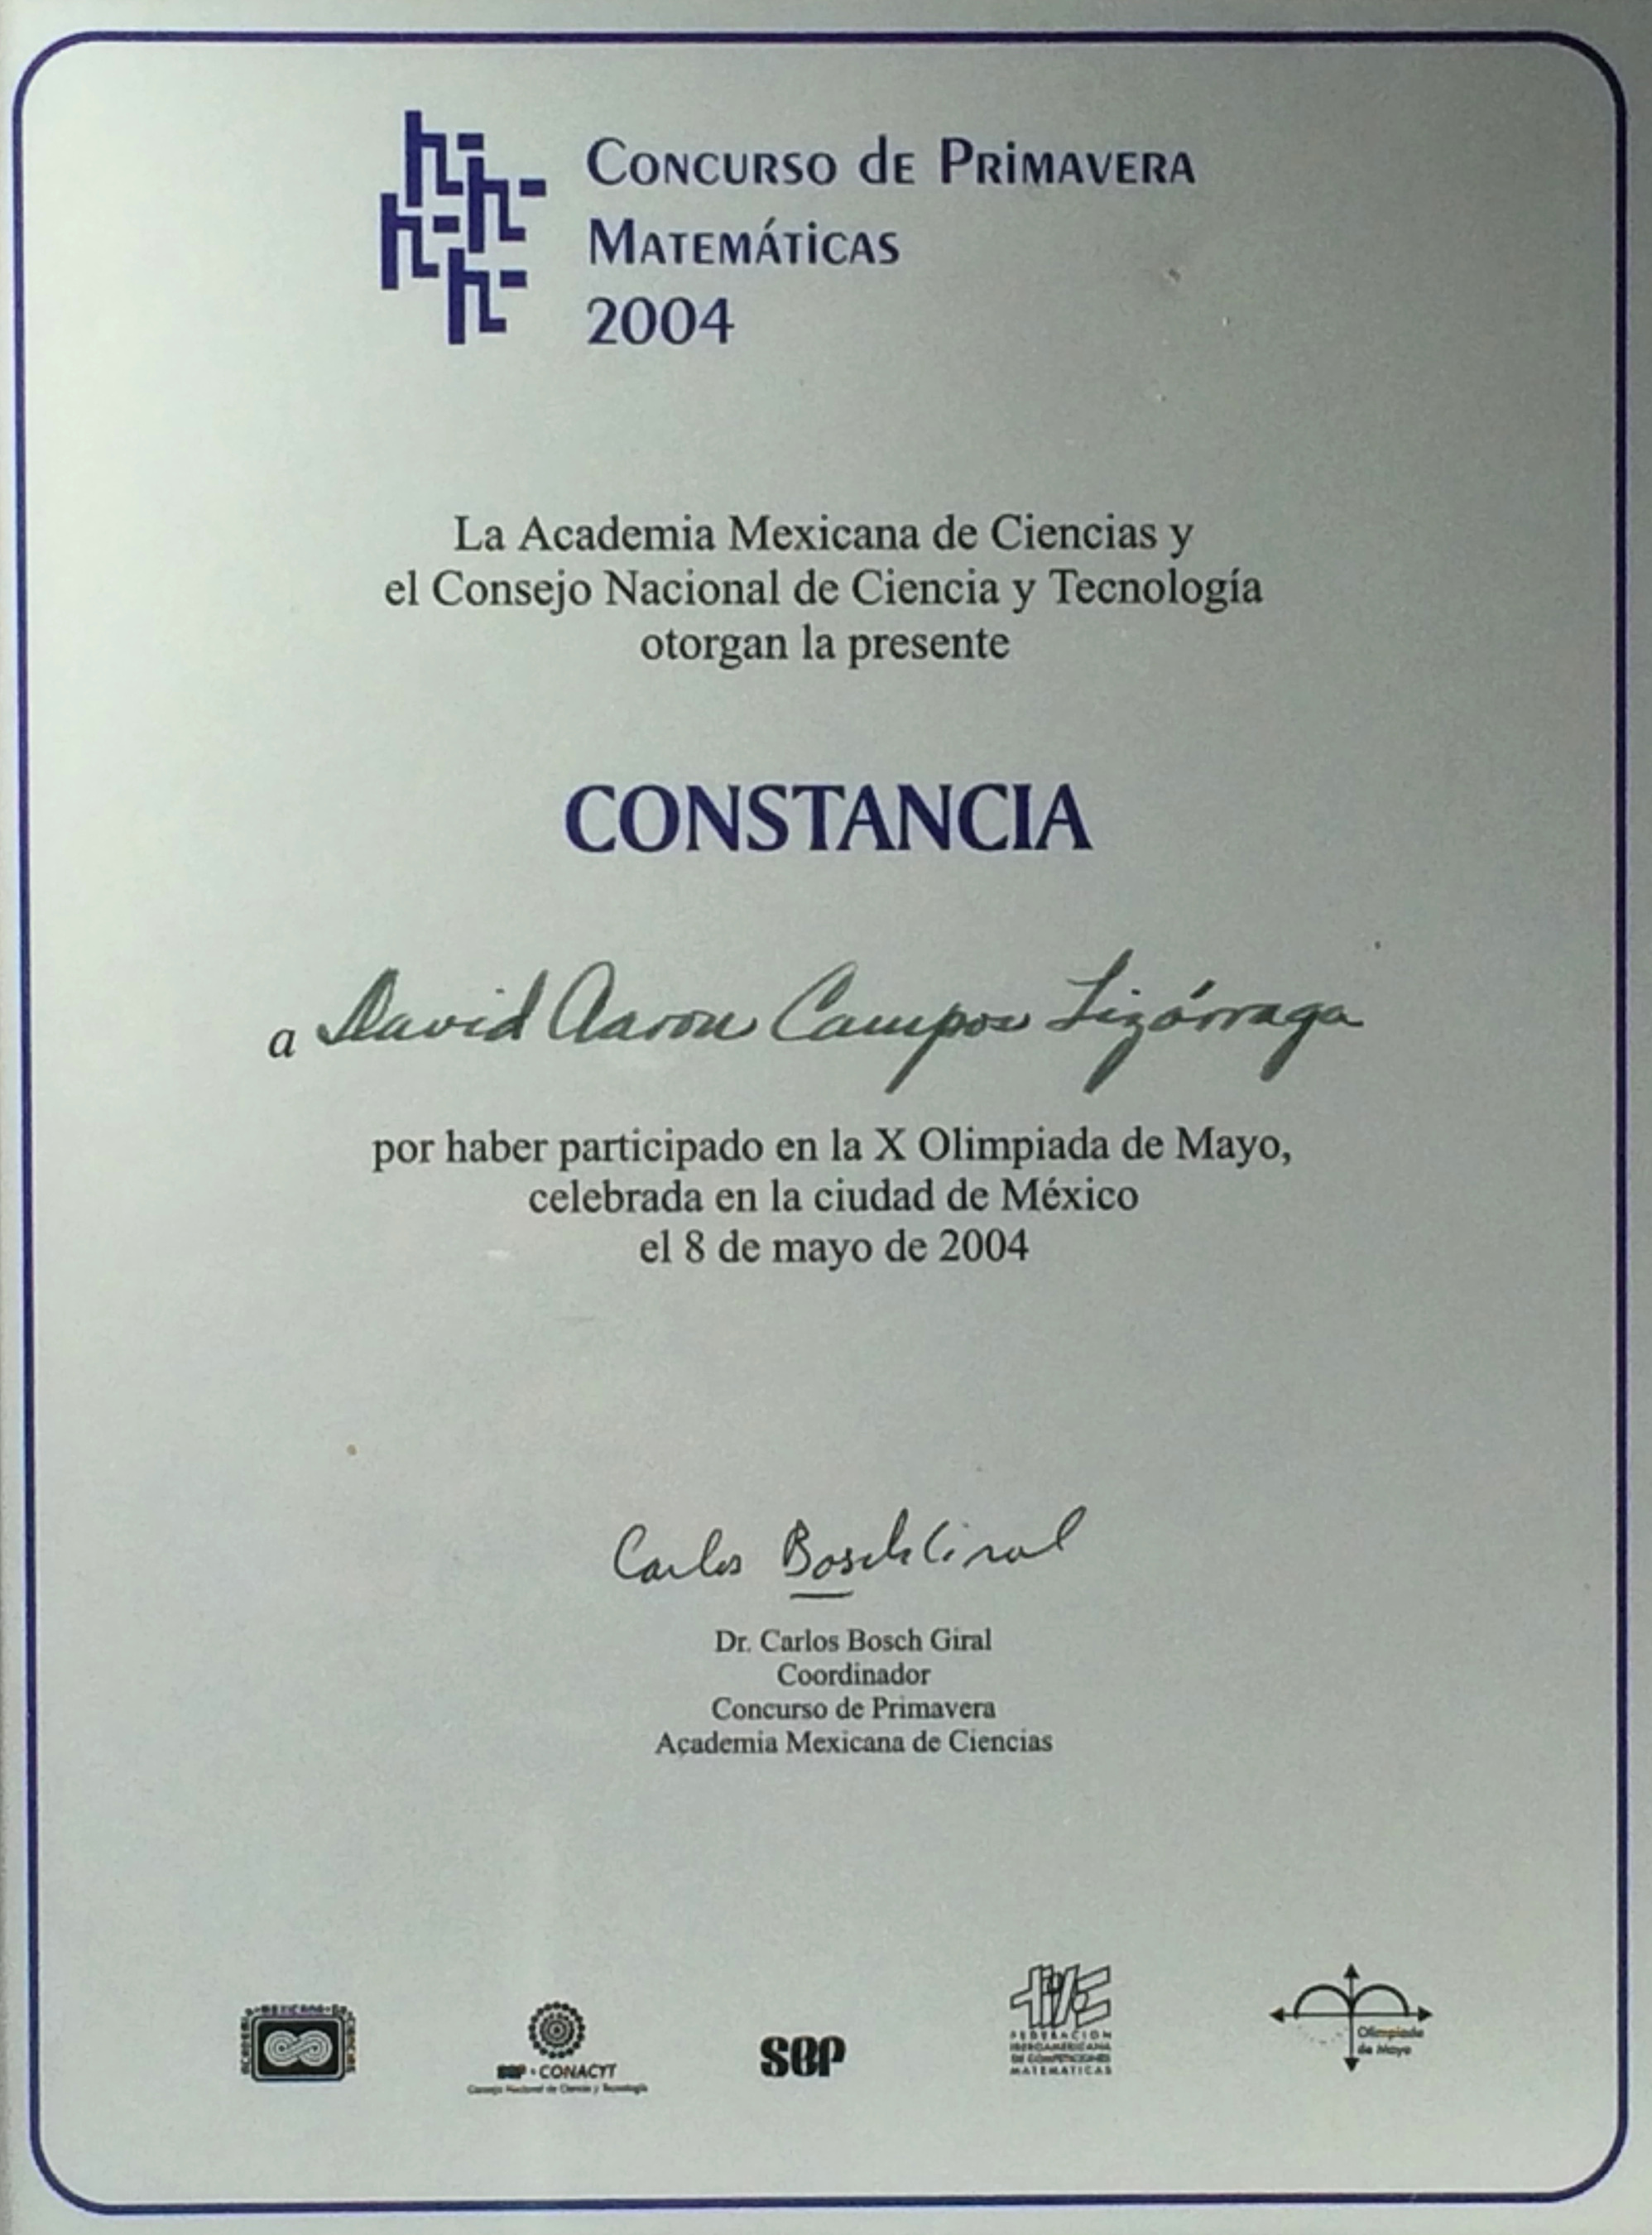 CONCURSO dE PRiMAVERA
MATEMÁTiCAS
2004
La Academia Mexicana de Ciencias y
el Consejo Nacional de Ciencia y Tecnología
otorgan la presente
CONSTANCIA
a David Aaron Campos Lizárraga
por haber participado en la X Olimpiada de Mayo,
celebrada en la ciudad de México
el 8 de mayo de 2004
Carlos Bosch Giral
Dr. Carlos Bosch Giral
Coordinador
Concurso de Primavera
Academia Mexicana de Ciencias
ACADEMIA MEXICANA DE CIENCIAS
SEP - CONACYT
Consejo Nacional de Ciencia y Tecnología
SEP
FEDERACION
IBEROAMERICANA
DE COMPETICIONES
MATEMATICAS
Olimpiada
de Mayo